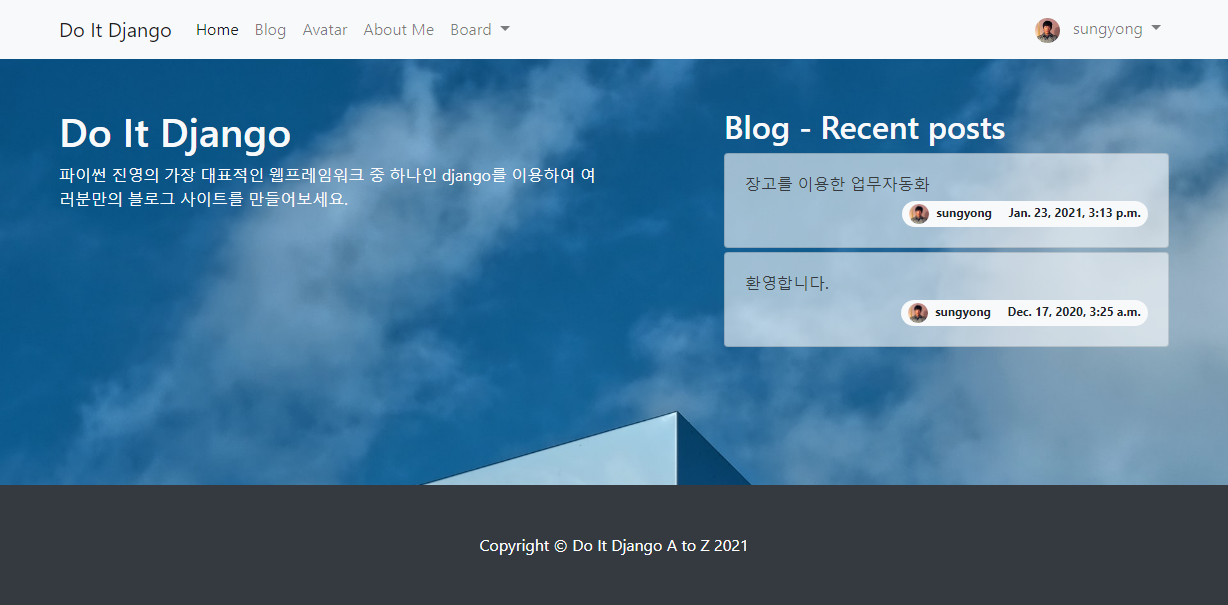 Do It Django Home Blog Avatar About Me Board sungyong
Do It Django
파이썬 진영의 가장 대표적인 웹프레임워크 중 하나인 django를 이용하여 여
러분만의 블로그 사이트를 만들어보세요.
Blog - Recent posts
장고를 이용한 업무자동화
sungyong Jan. 23, 2021, 3:13 p.m.
환영합니다.
sungyong Dec. 17, 2020, 3:25 a.m.
Copyright © Do It Django A to Z 2021